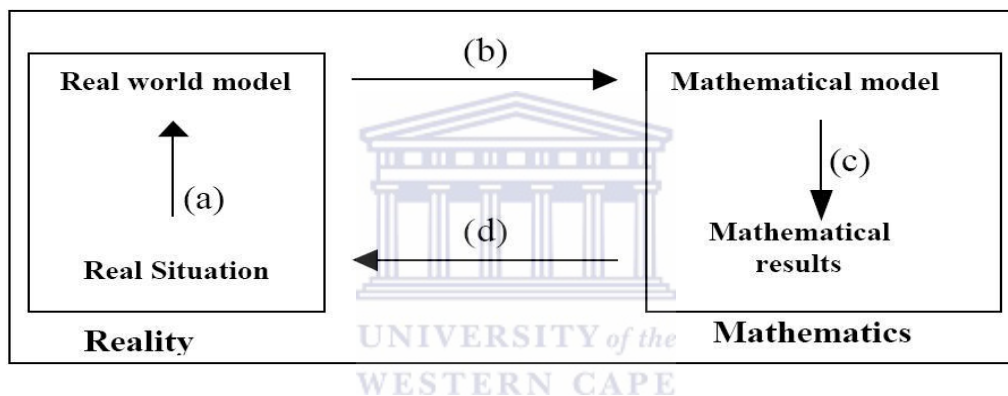 (b)
Real world model
Mathematical model
(a)
(c)
(d)
Real Situation
Mathematical
results
Reality
Mathematics
UNIVERSITY of the
WESTERN CAPE